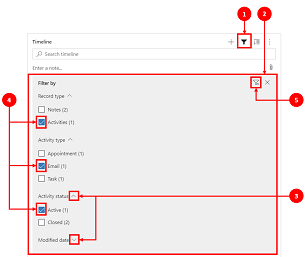 1
2
Timeline
Search timeline
Enter a note...
Filter by
Record type
Notes (2)
4
Activities (1)
5
Activity type
Appointment (1)
Email (1)
Task (1)
Activity status
3
Active (1)
Closed (2)
Modified date